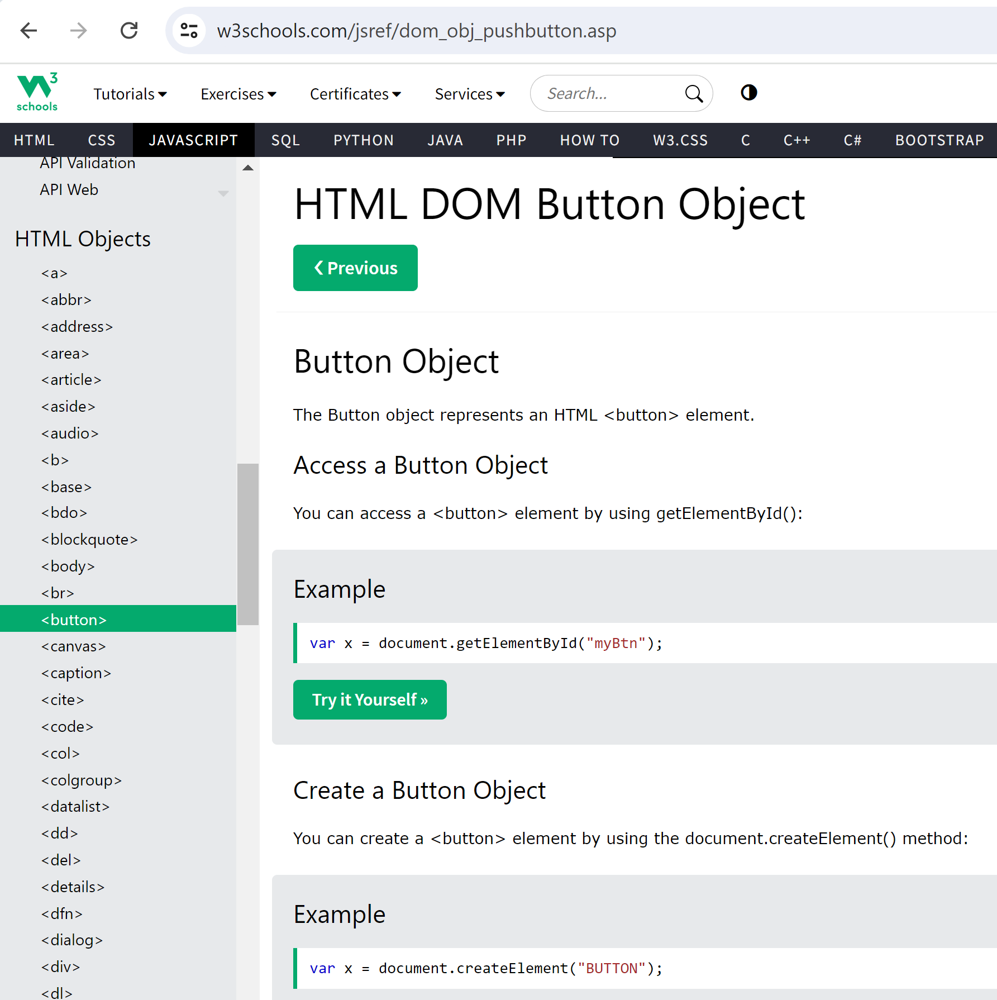 w3schools.com/jsref/dom_obj_pushbutton.asp
W3 schools
Tutorials Exercises Certificates Services Search...
HTML CSS JAVASCRIPT SQL PYTHON JAVA PHP HOW TO W3.CSS C C++ C# BOOTSTRAP
API Validation
API Web
HTML Objects
<a>
<abbr>
<address>
<area>
<article>
<aside>
<audio>
<b>
<base>
<bdo>
<blockquote>
<body>
<br>
<button>
<canvas>
<caption>
<cite>
<code>
<col>
<colgroup>
<datalist>
<dd>
<del>
<details>
<dfn>
<dialog>
<div>
<dl>
HTML DOM Button Object
❮ Previous
Button Object
The Button object represents an HTML <button> element.
Access a Button Object
You can access a <button> element by using getElementById():
Example
var x = document.getElementById("myBtn");
Try it Yourself »
Create a Button Object
You can create a <button> element by using the document.createElement() method:
Example
var x = document.createElement("BUTTON");